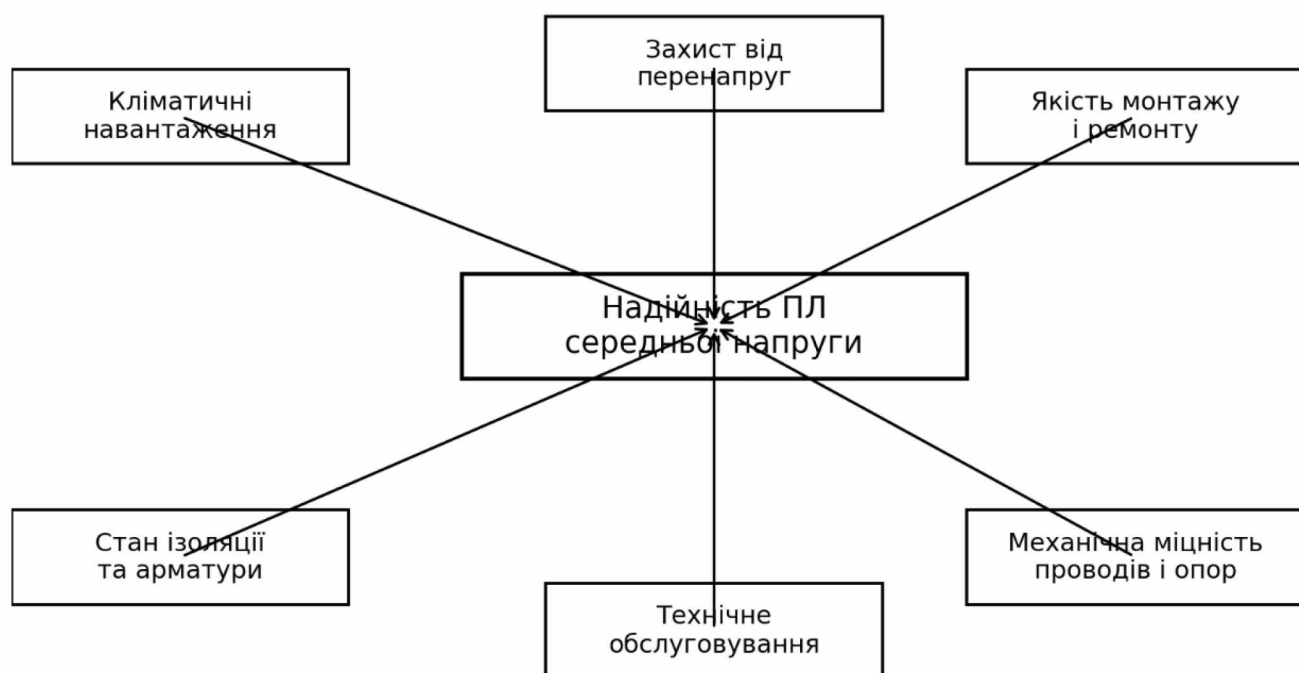 Захист від
перенапруг
Кліматичні
навантаження
Якість монтажу
і ремонту
Надійність ПЛ
середньої напруги
Стан ізоляції
та арматури
Механічна міцність
проводів і опор
Технічне
обслуговування